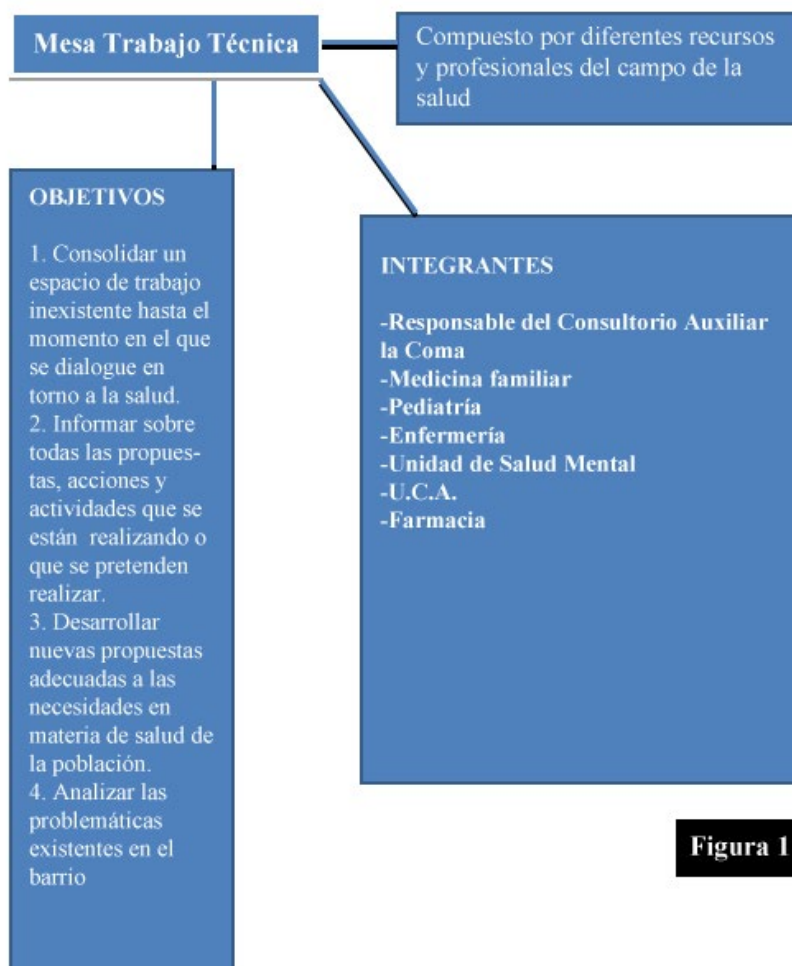 Mesa Trabajo Técnica
Compuesto por diferentes recursos
y profesionales del campo de la
salud
OBJETIVOS
1. Consolidar un
espacio de trabajo
inexistente hasta el
momento en el que
se dialogue en
torno a la salud.
2. Informar sobre
todas las propues-
tas, acciones y
actividades que se
están realizando o
que se pretenden
realizar.
3. Desarrollar
nuevas propuestas
adecuadas a las
necesidades en
materia de salud de
la población.
4. Analizar las
problemáticas
existentes en el
barrio
INTEGRANTES
-Responsable del Consultorio Auxiliar
la Coma
-Medicina familiar
-Pediatría
-Enfermería
-Unidad de Salud Mental
-U.C.A.
-Farmacia
Figura 1